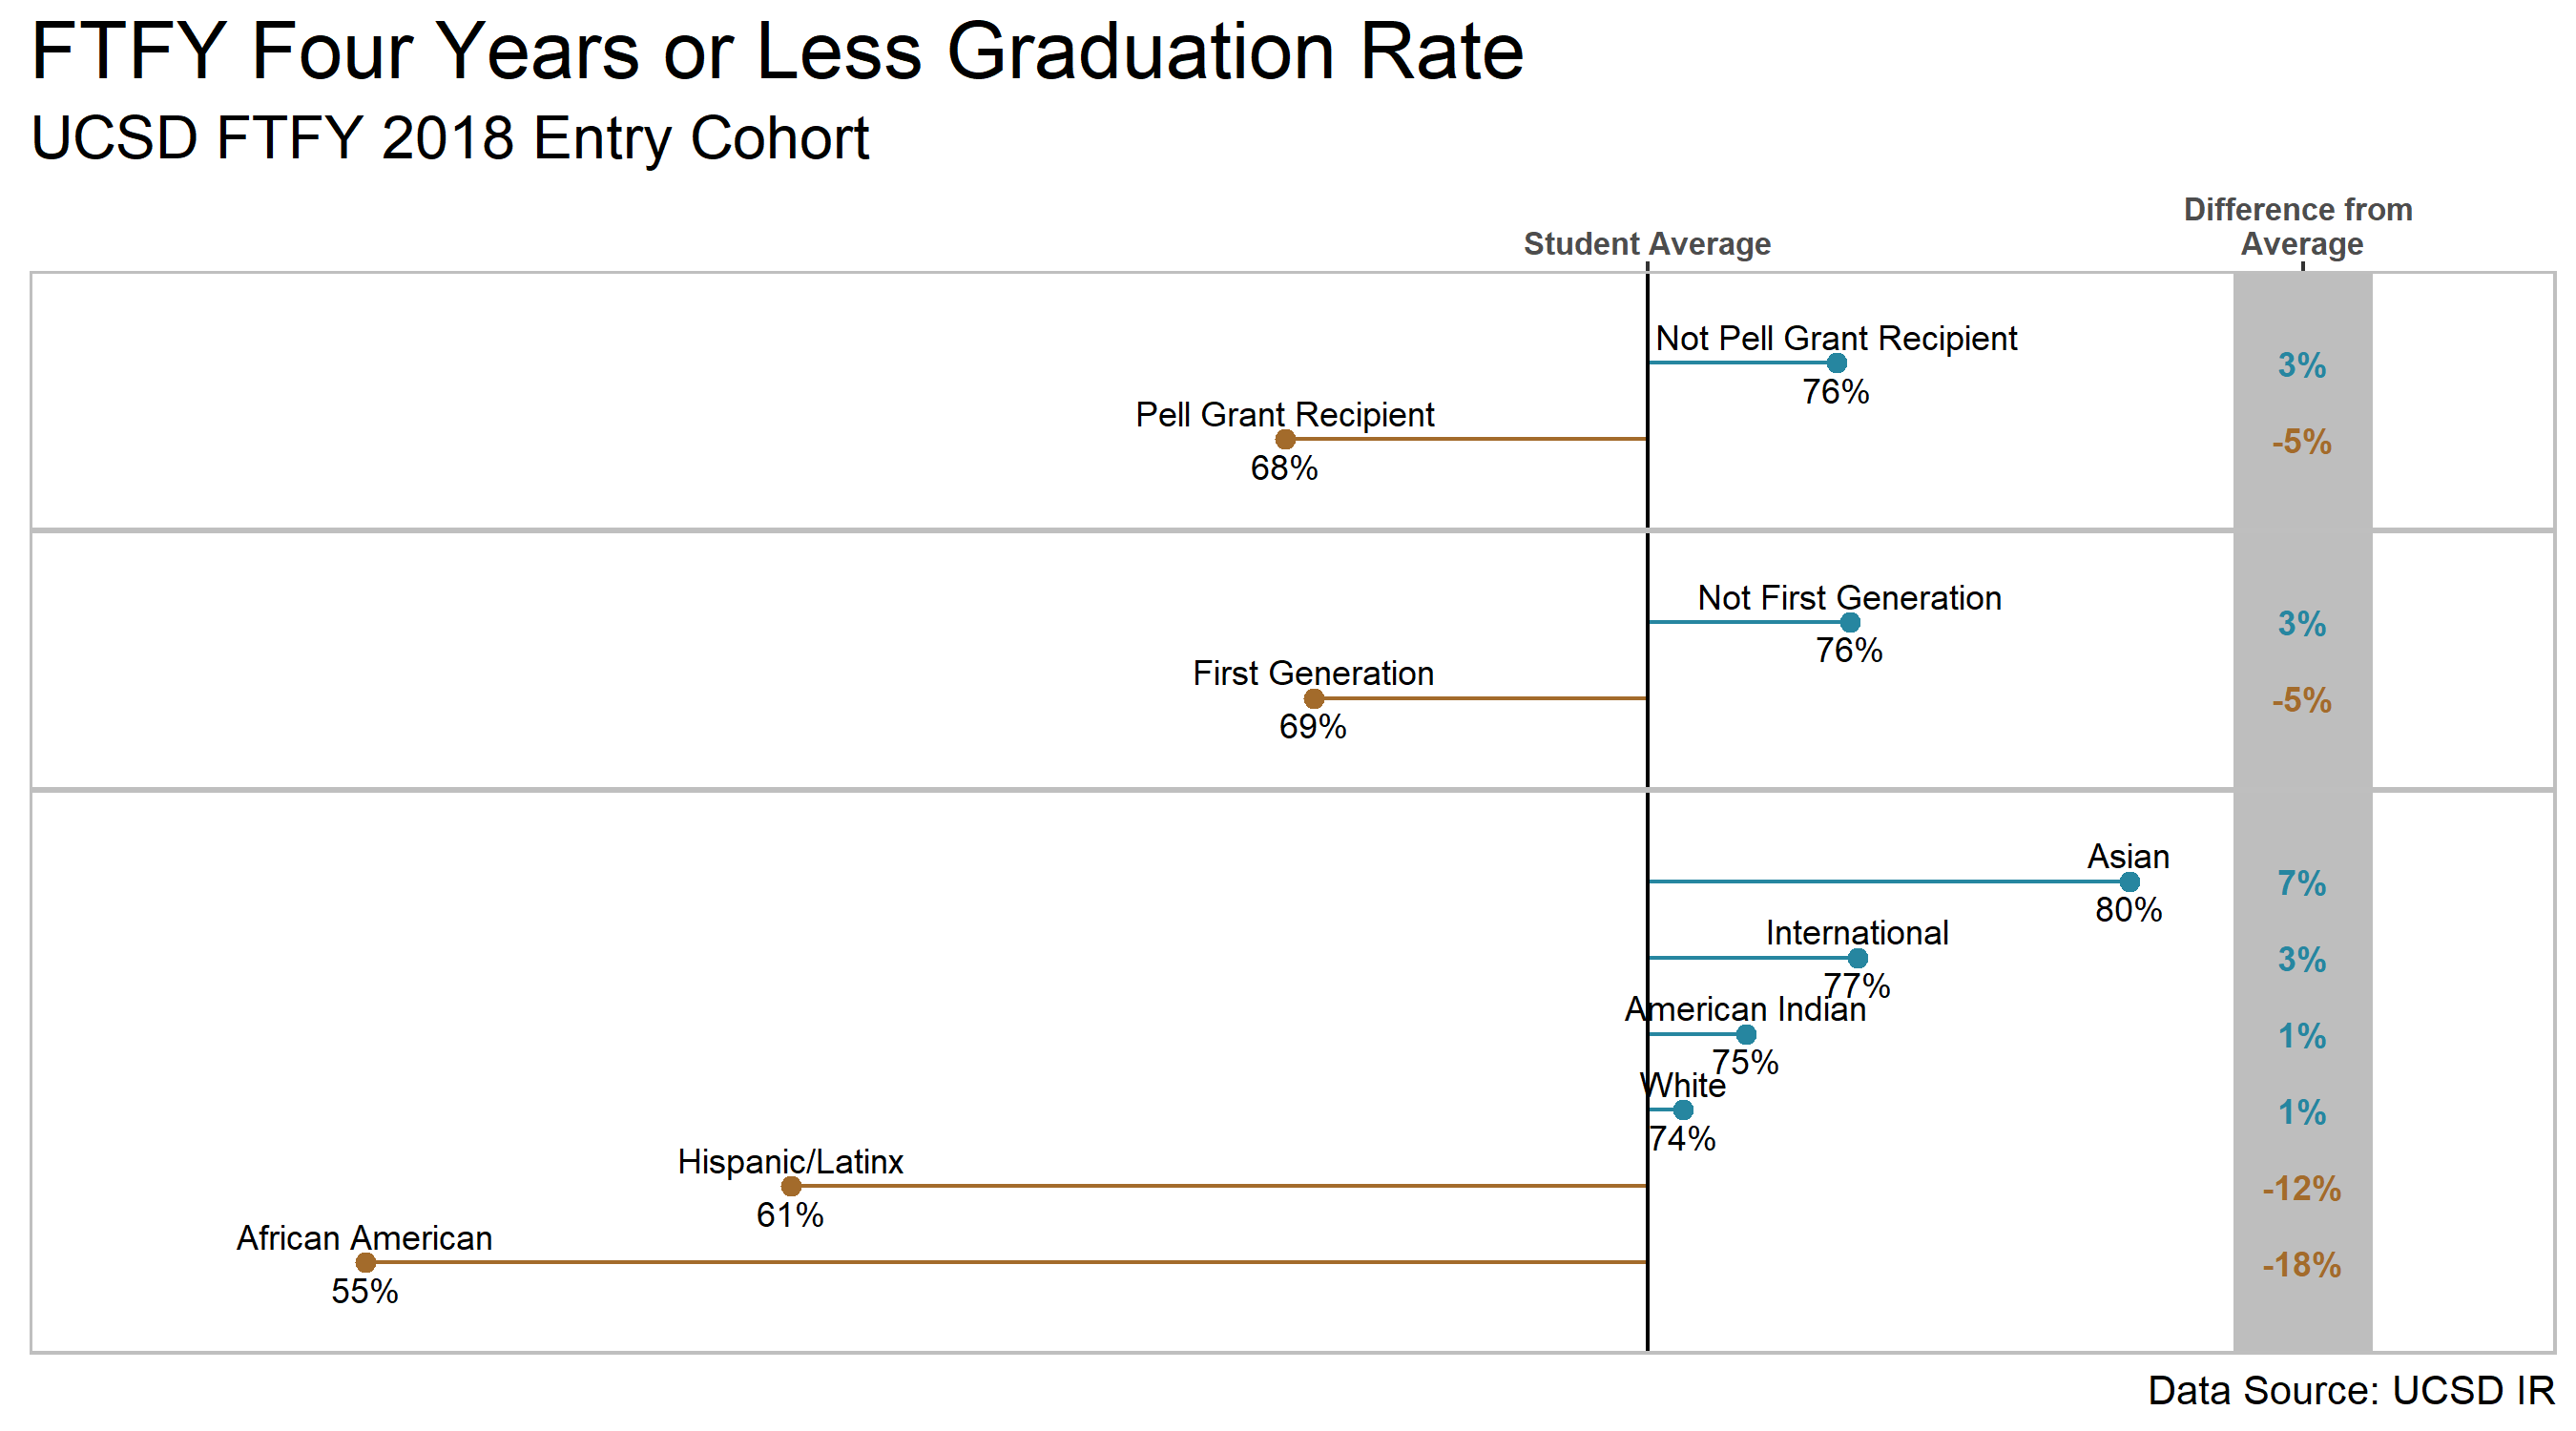 FTFY Four Years or Less Graduation Rate
UCSD FTFY 2018 Entry Cohort
Difference from
Student Average
Average
Not Pell Grant Recipient
3%
76%
Pell Grant Recipient
-5%
68%
Not First Generation
3%
76%
First Generation
-5%
69%
Asian
7%
80%
International
3%
77%
American Indian
1%
75%
White
1%
74%
Hispanic/Latinx
-12%
61%
African American
-18%
55%
Data Source: UCSD IR